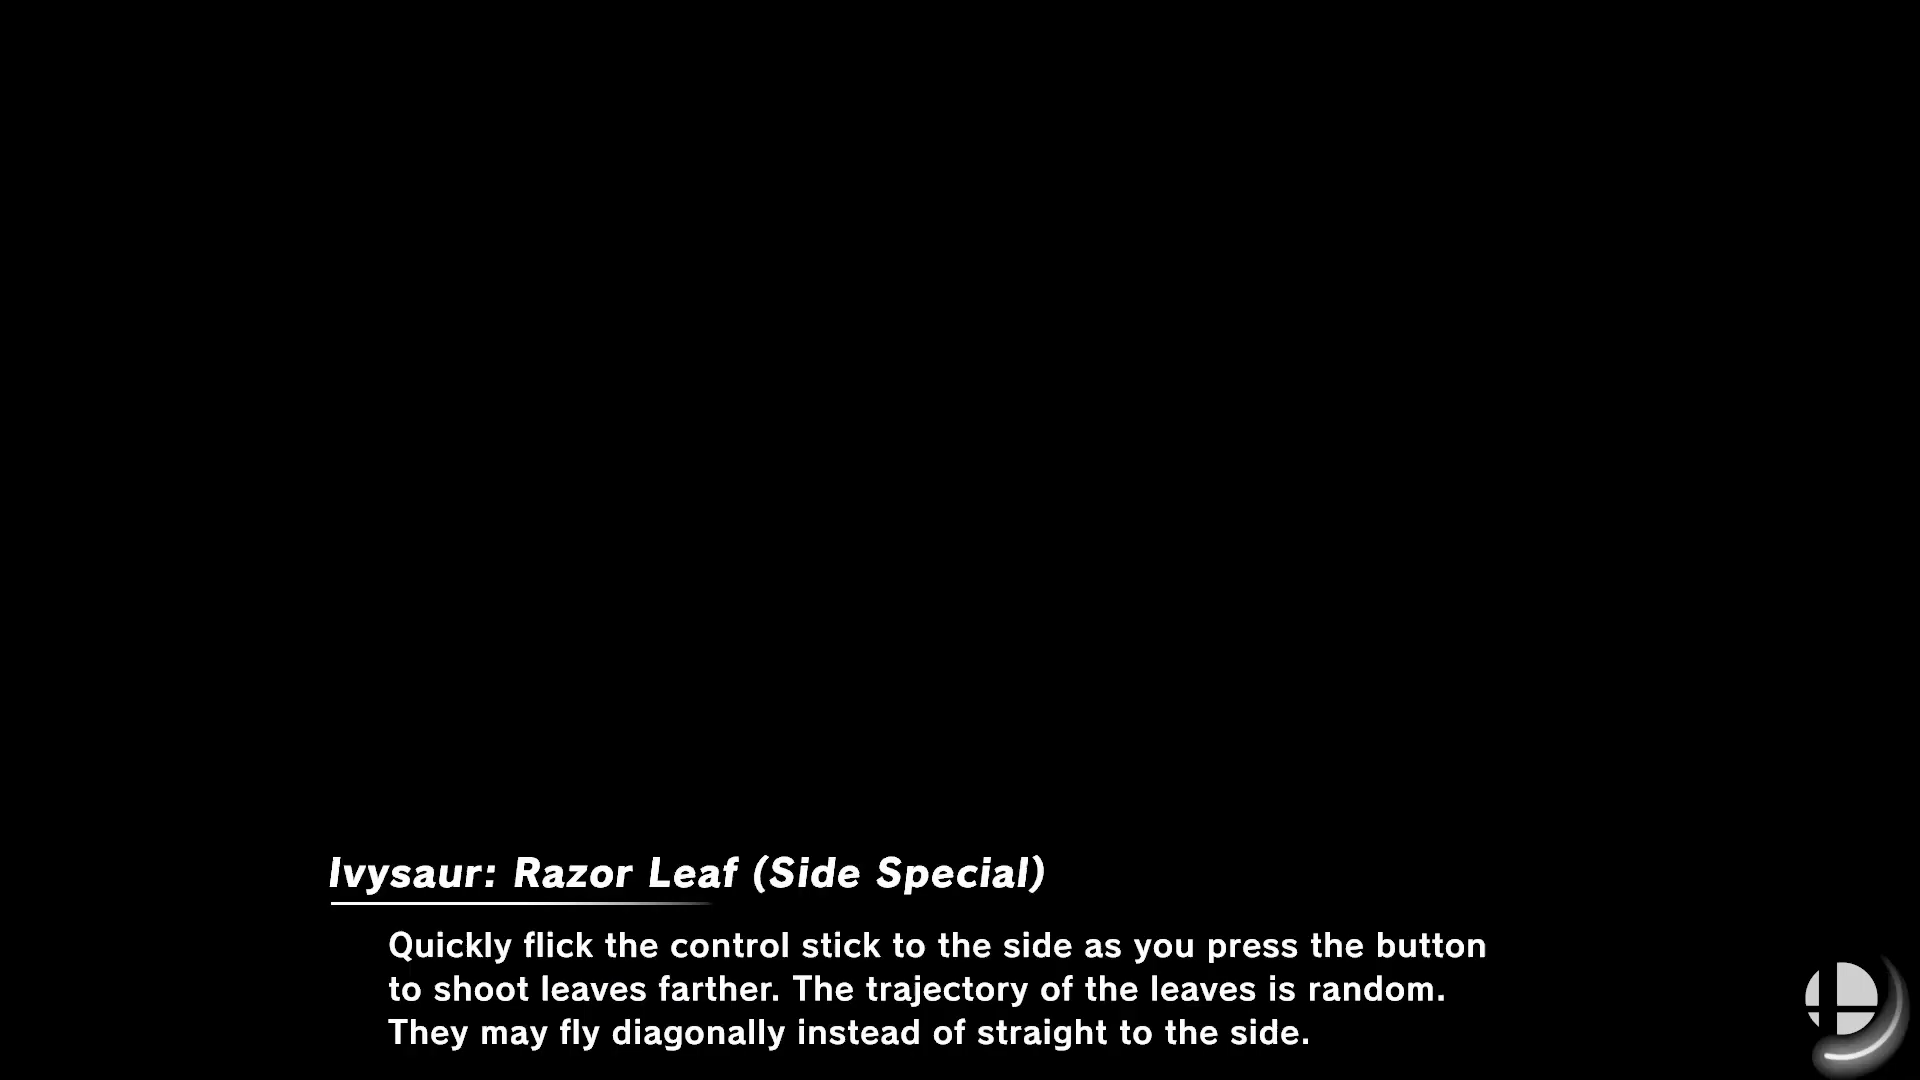 Ivysaur: Razor Leaf (Side Special)
Quickly flick the control stick to the side as you press the button
to shoot leaves farther. The trajectory of the leaves is random.
They may fly diagonally instead of straight to the side.